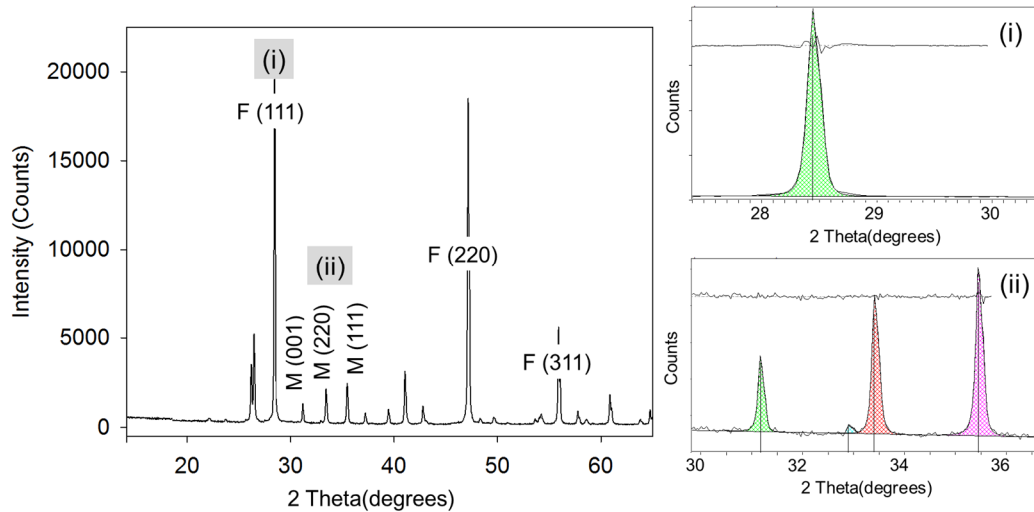 (i)
F (111)
(ii)
M (001)
M (220)
M (111)
F (220)
F (311)
20000
15000
10000
5000
0
Intensity (Counts)
20
30
40
50
60
2 Theta(degrees)
(i)
Counts
28
29
30
2 Theta(degrees)
(ii)
Counts
30
32
34
36
2 Theta(degrees)